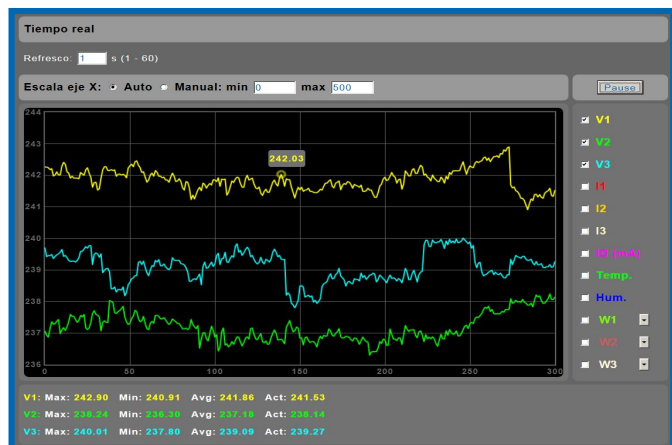 Tiempo real
Refresco: 1 s (1 - 60)
Escala eje X: Auto Manual: min 0 max 500
Pause
244
243
242
241
240
239
238
237
236
242.03
0 50 100 150 200 250 300
V1
V2
V3
I1
I2
I3
Temp.
Hum.
W1
W2
W3
V1: Max: 242.90 Min: 240.91 Avg: 241.86 Act: 241.53
V2: Max: 238.24 Min: 236.30 Avg: 237.18 Act: 238.14
V3: Max: 240.01 Min: 237.80 Avg: 239.09 Act: 239.27